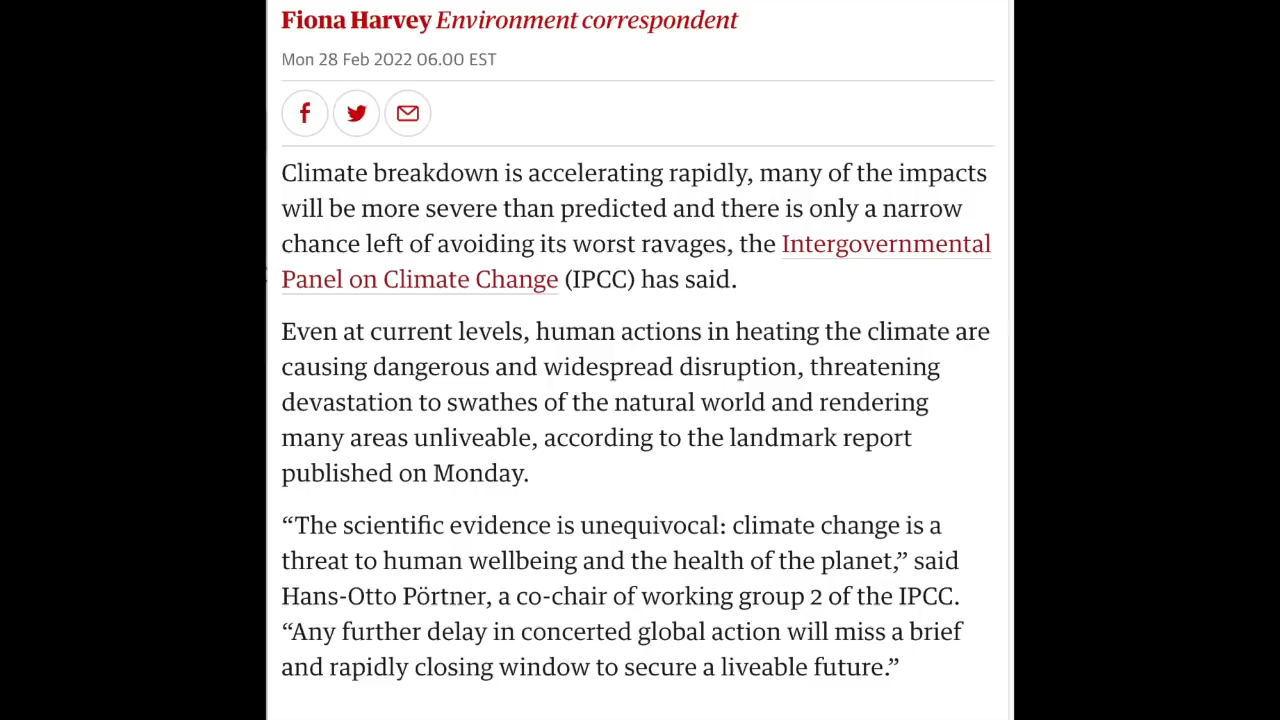 Fiona Harvey Environment correspondent
Mon 28 Feb 2022 06.00 EST
Climate breakdown is accelerating rapidly, many of the impacts
will be more severe than predicted and there is only a narrow
chance left of avoiding its worst ravages, the Intergovernmental
Panel on Climate Change (IPCC) has said.
Even at current levels, human actions in heating the climate are
causing dangerous and widespread disruption, threatening
devastation to swathes of the natural world and rendering
many areas unliveable, according to the landmark report
published on Monday.
“The scientific evidence is unequivocal: climate change is a
threat to human wellbeing and the health of the planet,” said
Hans-Otto Pörtner, a co-chair of working group 2 of the IPCC.
“Any further delay in concerted global action will miss a brief
and rapidly closing window to secure a liveable future.”